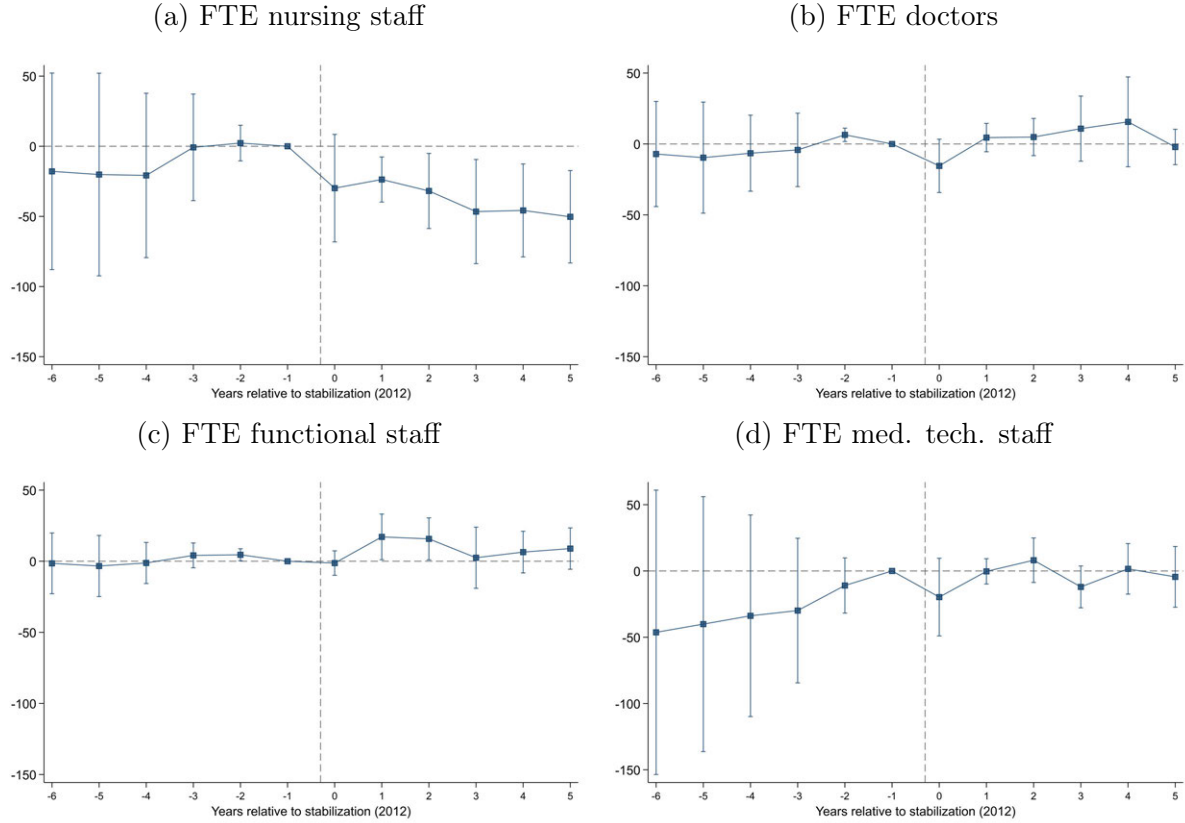 (a) FTE nursing staff
50
0
-50
-100
-150
-6 -5 -4 -3 -2 -1 0 1 2 3 4 5
Years relative to stabilization (2012)
(b) FTE doctors
50
0
-50
-100
-150
-6 -5 -4 -3 -2 -1 0 1 2 3 4 5
Years relative to stabilization (2012)
(c) FTE functional staff
50
0
-50
-100
-150
-6 -5 -4 -3 -2 -1 0 1 2 3 4 5
Years relative to stabilization (2012)
(d) FTE med. tech. staff
50
0
-50
-100
-150
-6 -5 -4 -3 -2 -1 0 1 2 3 4 5
Years relative to stabilization (2012)